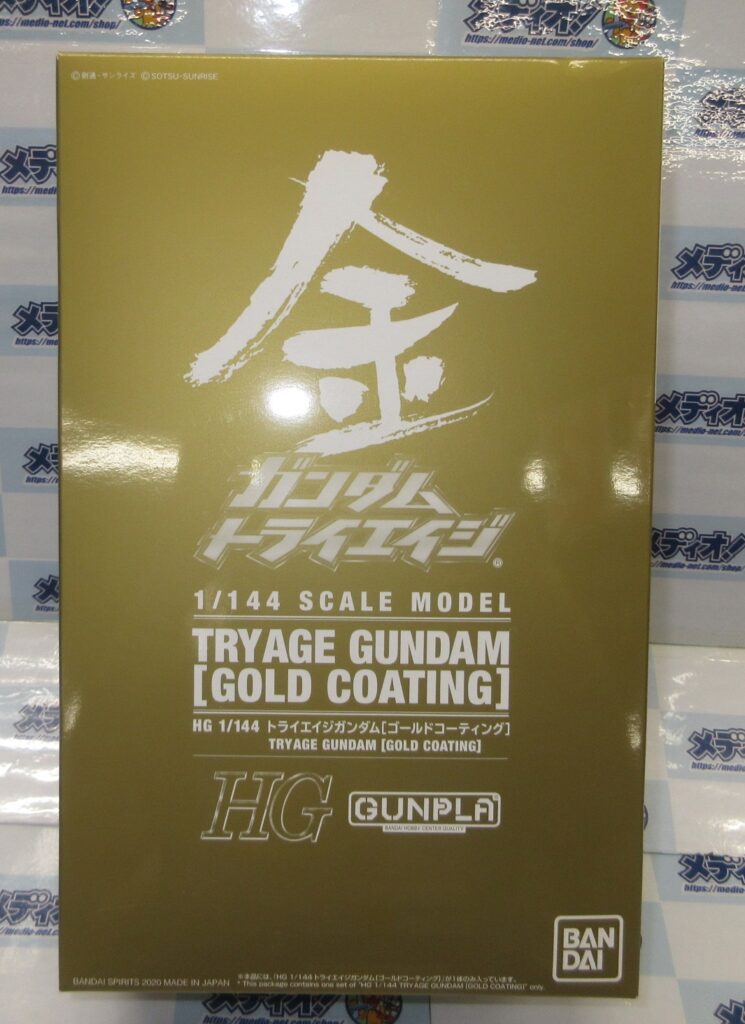 ©創通・サンライズ ©SOTSU・SUNRISE
金
ガンダム
トライエイジ®
1/144 SCALE MODEL
TRYAGE GUNDAM
[GOLD COATING]
HG 1/144 トライエイジガンダム[ゴールドコーティング]
TRYAGE GUNDAM [GOLD COATING]
HG
GUNPLA
BANDAI HOBBY CENTER QUALITY
BAN
DAI
※本品には、「HG 1/144 トライエイジガンダム[ゴールドコーティング]」が1体のみ入っています。
* This package contains one set of "HG 1/144 TRYAGE GUNDAM [GOLD COATING]" only.
BANDAI SPIRITS 2020 MADE IN JAPAN
メディオ!
https://medio-net.com/shop/